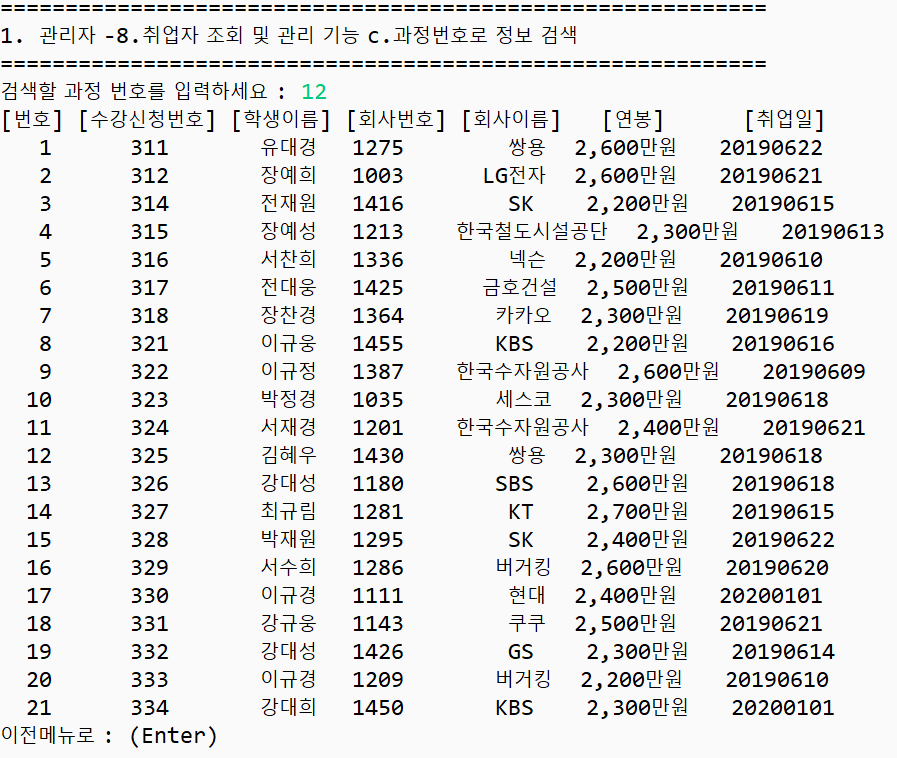 ===========================================================
1. 관리자 -8.취업자 조회 및 관리 기능 c.과정번호로 정보 검색
===========================================================
검색할 과정 번호를 입력하세요 : 12
[번호] [수강신청번호] [학생이름] [회사번호] [회사이름] [연봉] [취업일]
1 311 유대경 1275 쌍용 2,600만원 20190622
2 312 장예희 1003 LG전자 2,600만원 20190621
3 314 전재원 1416 SK 2,200만원 20190615
4 315 장예성 1213 한국철도시설공단 2,300만원 20190613
5 316 서찬희 1336 넥슨 2,200만원 20190610
6 317 전대웅 1425 금호건설 2,500만원 20190611
7 318 장찬경 1364 카카오 2,300만원 20190619
8 321 이규웅 1455 KBS 2,200만원 20190616
9 322 이규정 1387 한국수자원공사 2,600만원 20190609
10 323 박정경 1035 세스코 2,300만원 20190618
11 324 서재경 1201 한국수자원공사 2,400만원 20190621
12 325 김혜우 1430 쌍용 2,300만원 20190618
13 326 강대성 1180 SBS 2,600만원 20190618
14 327 최규림 1281 KT 2,700만원 20190615
15 328 박재원 1295 SK 2,400만원 20190622
16 329 서수희 1286 버거킹 2,600만원 20190620
17 330 이규경 1111 현대 2,400만원 20200101
18 331 강규웅 1143 쿠쿠 2,500만원 20190621
19 332 강대성 1426 GS 2,300만원 20190614
20 333 이규경 1209 버거킹 2,200만원 20190610
21 334 강대희 1450 KBS 2,300만원 20200101
이전메뉴로 : (Enter)